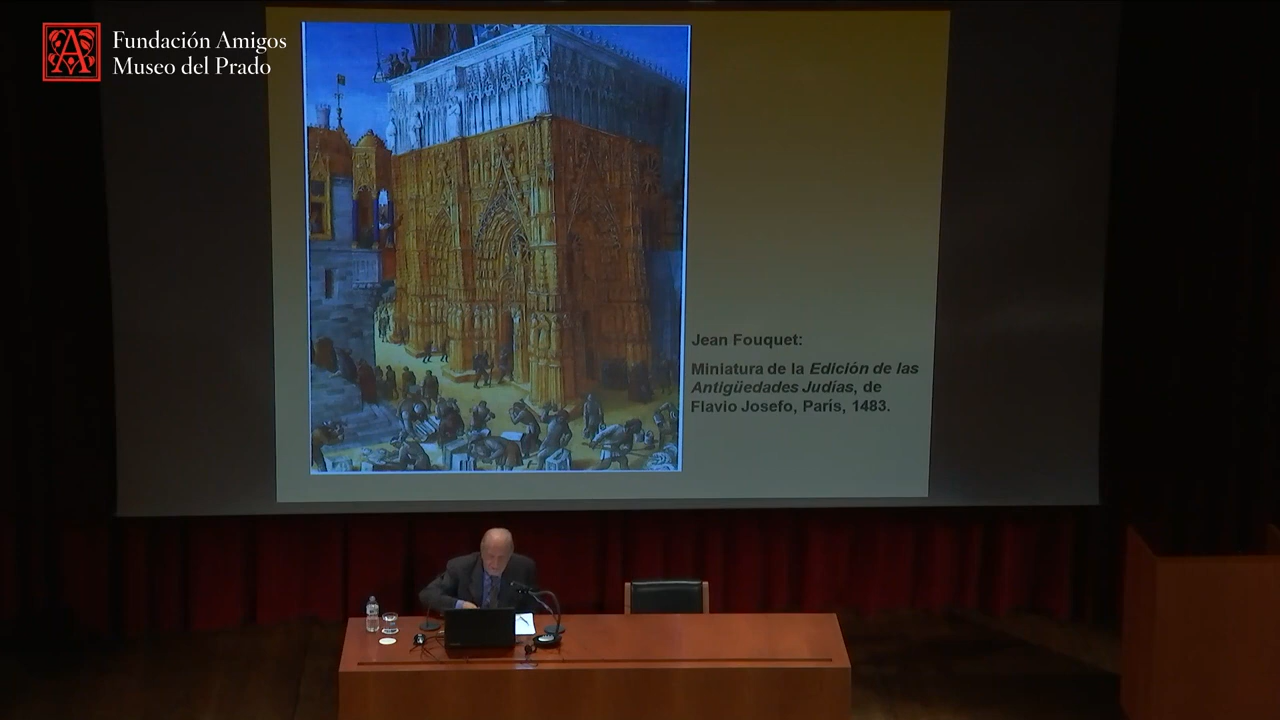 Fundación Amigos
Museo del Prado
Jean Fouquet:
Miniatura de la Edición de las
Antigüedades Judías, de
Flavio Josefo, París, 1483.